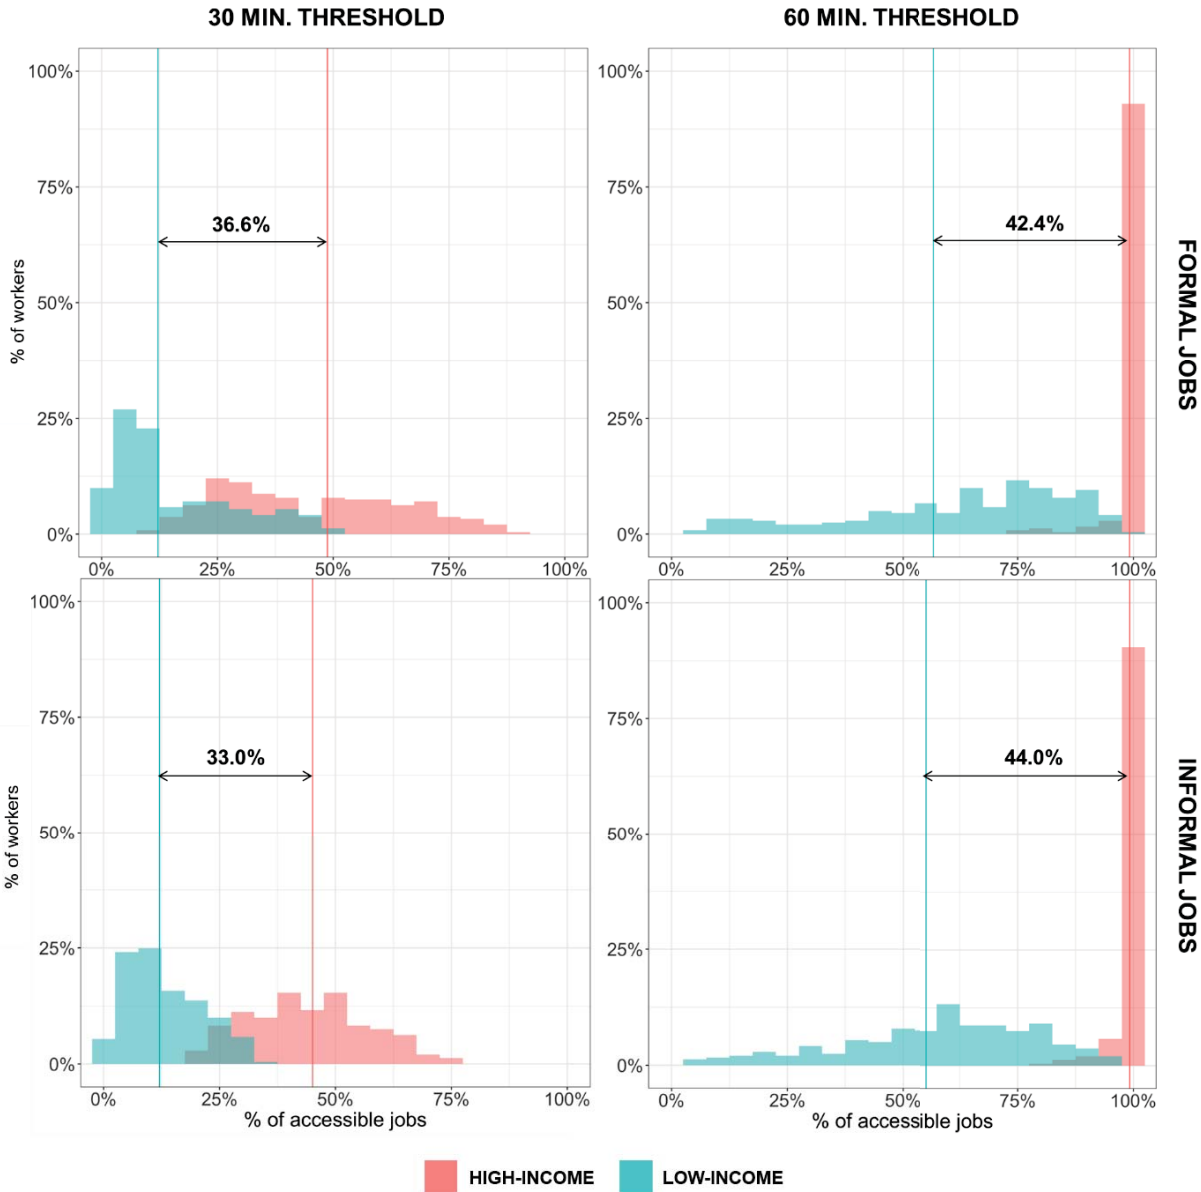 30 MIN. THRESHOLD
60 MIN. THRESHOLD
100%
75%
50%
25%
0%
% of workers
36.6%
0% 25% 50% 75% 100%
100%
75%
50%
25%
0%
42.4%
0% 25% 50% 75% 100%
FORMAL JOBS
100%
75%
50%
25%
0%
% of workers
33.0%
0% 25% 50% 75% 100%
% of accessible jobs
100%
75%
50%
25%
0%
44.0%
0% 25% 50% 75% 100%
% of accessible jobs
INFORMAL JOBS
HIGH-INCOME
LOW-INCOME